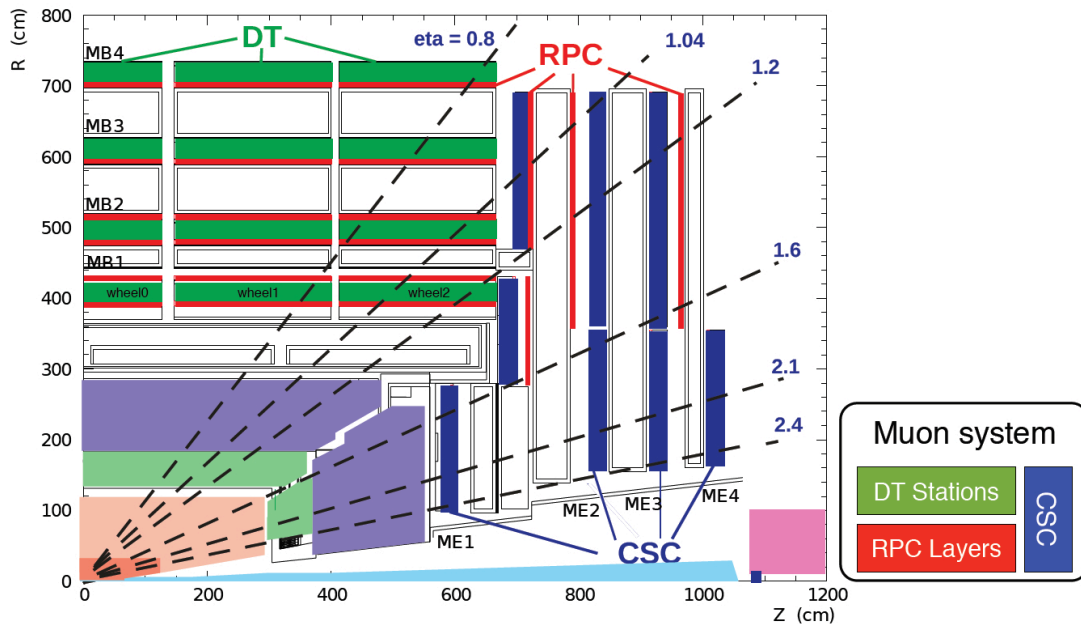 R (cm)
800
700
600
500
400
300
200
100
0
0
200
400
600
800
1000
1200
Z (cm)
MB4
MB3
MB2
MB1
DT
wheel0
wheel1
wheel2
eta = 0.8
1.04
1.2
1.6
2.1
2.4
RPC
ME1
ME2
ME3
ME4
CSC
Muon system
DT Stations
RPC Layers
CSC